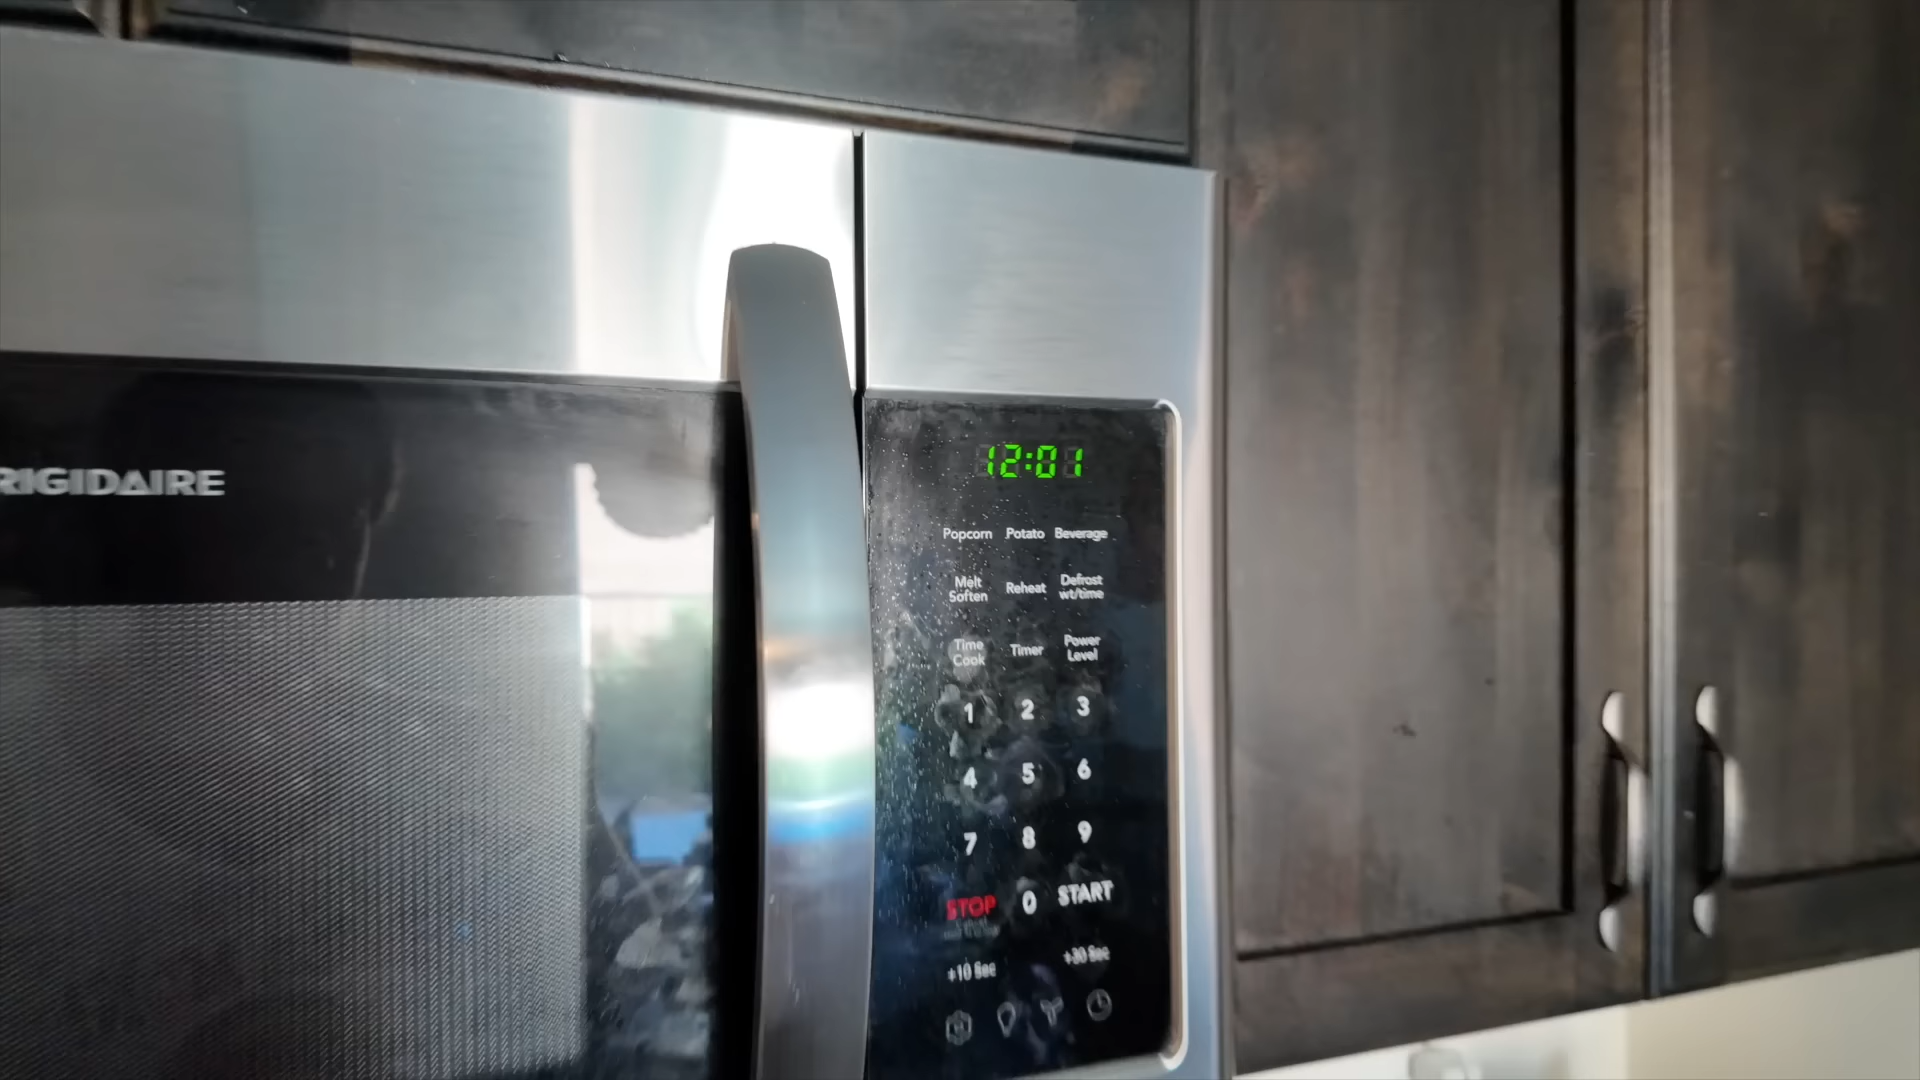 12:01
RIGIDAIRE
Popcorn Potato Beverage
Melt Soften Reheat Defrost wt/time
Time Cook Timer Power Level
1 2 3
4 5 6
7 8 9
STOP 0 START
+10 Sec +30 Sec